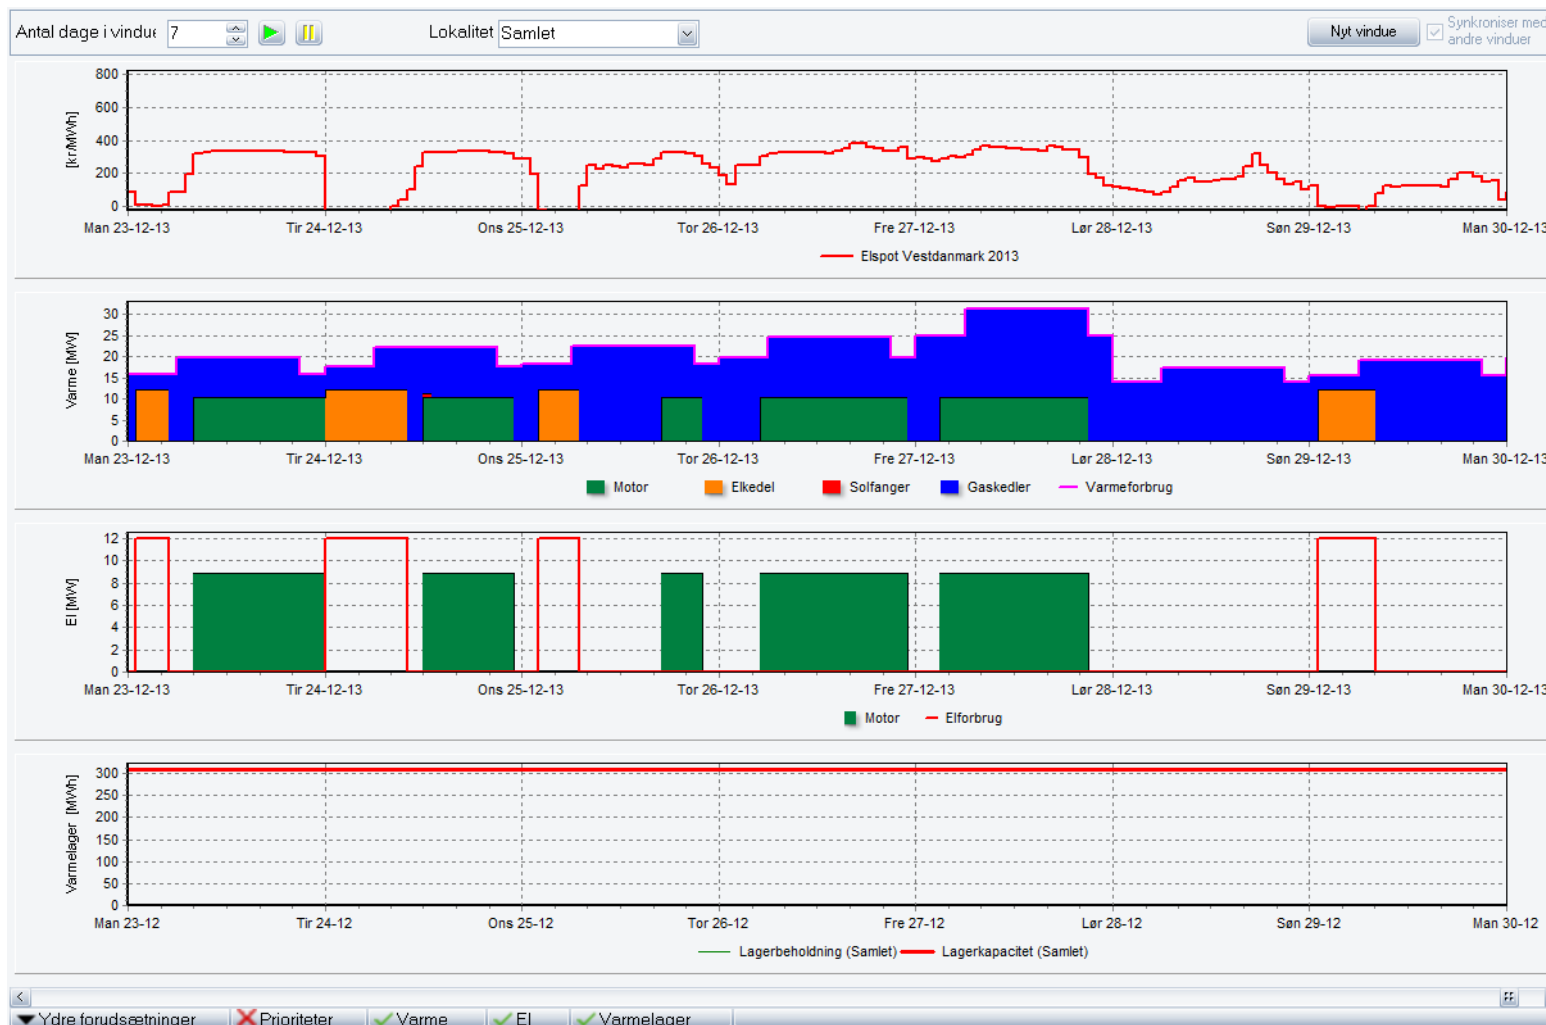 Antal dage i vindue 7 Lokalitet Samlet Nyt vindue Synkroniser med andre vinduer
800
600
400
200
0
[kr/MWh]
Man 23-12-13 Tir 24-12-13 Ons 25-12-13 Tor 26-12-13 Fre 27-12-13 Lør 28-12-13 Søn 29-12-13 Man 30-12-13
Elspot Vestdanmark 2013
30
25
20
15
10
5
0
Varme [MW]
Man 23-12-13 Tir 24-12-13 Ons 25-12-13 Tor 26-12-13 Fre 27-12-13 Lør 28-12-13 Søn 29-12-13 Man 30-12-13
Motor Elkedel Solfanger Gaskedler Varmeforbrug
12
10
8
6
4
2
0
El [MW]
Man 23-12-13 Tir 24-12-13 Ons 25-12-13 Tor 26-12-13 Fre 27-12-13 Lør 28-12-13 Søn 29-12-13 Man 30-12-13
Motor Elforbrug
300
250
200
150
100
50
0
Varmelager [MWh]
Man 23-12 Tir 24-12 Ons 25-12 Tor 26-12 Fre 27-12 Lør 28-12 Søn 29-12 Man 30-12
Lagerbeholdning (Samlet) Lagerkapacitet (Samlet)
Ydre forudsætninger Prioriteter Varme El Varmelager